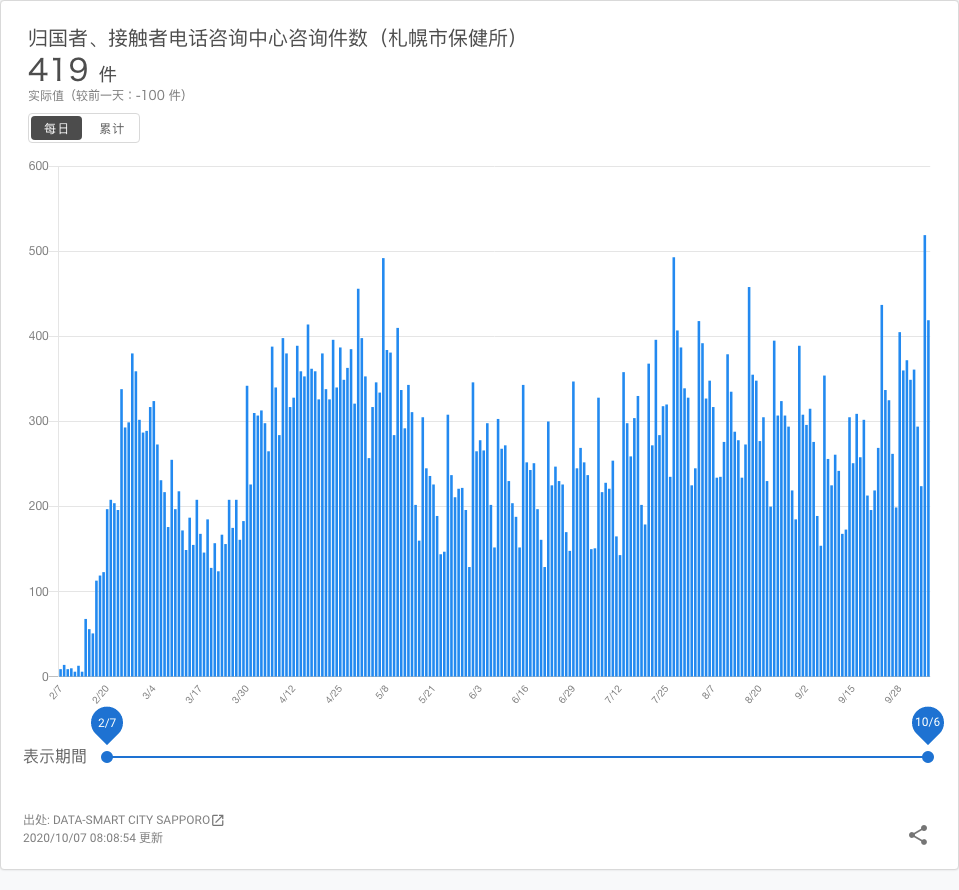 归国者、接触者电话咨询中心咨询件数（札幌市保健所）
419 件
实际值（较前一天：-100 件）
每日 累计
600
500
400
300
200
100
0
2/7 2/20 3/4 3/17 3/30 4/12 4/25 5/8 5/21 6/3 6/16 6/29 7/12 7/25 8/7 8/20 9/2 9/15 9/28
2/7 10/6
表示期間
出处: DATA-SMART CITY SAPPORO
2020/10/07 08:08:54 更新